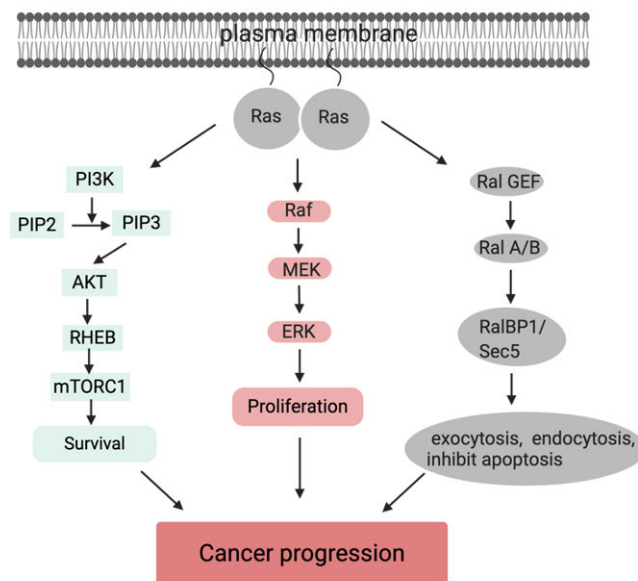 plasma membrane
Ras
Ras
PI3K
PIP2
PIP3
AKT
RHEB
mTORC1
Survival
Raf
MEK
ERK
Proliferation
Ral GEF
Ral A/B
RalBP1/
Sec5
exocytosis, endocytosis,
inhibit apoptosis
Cancer progression